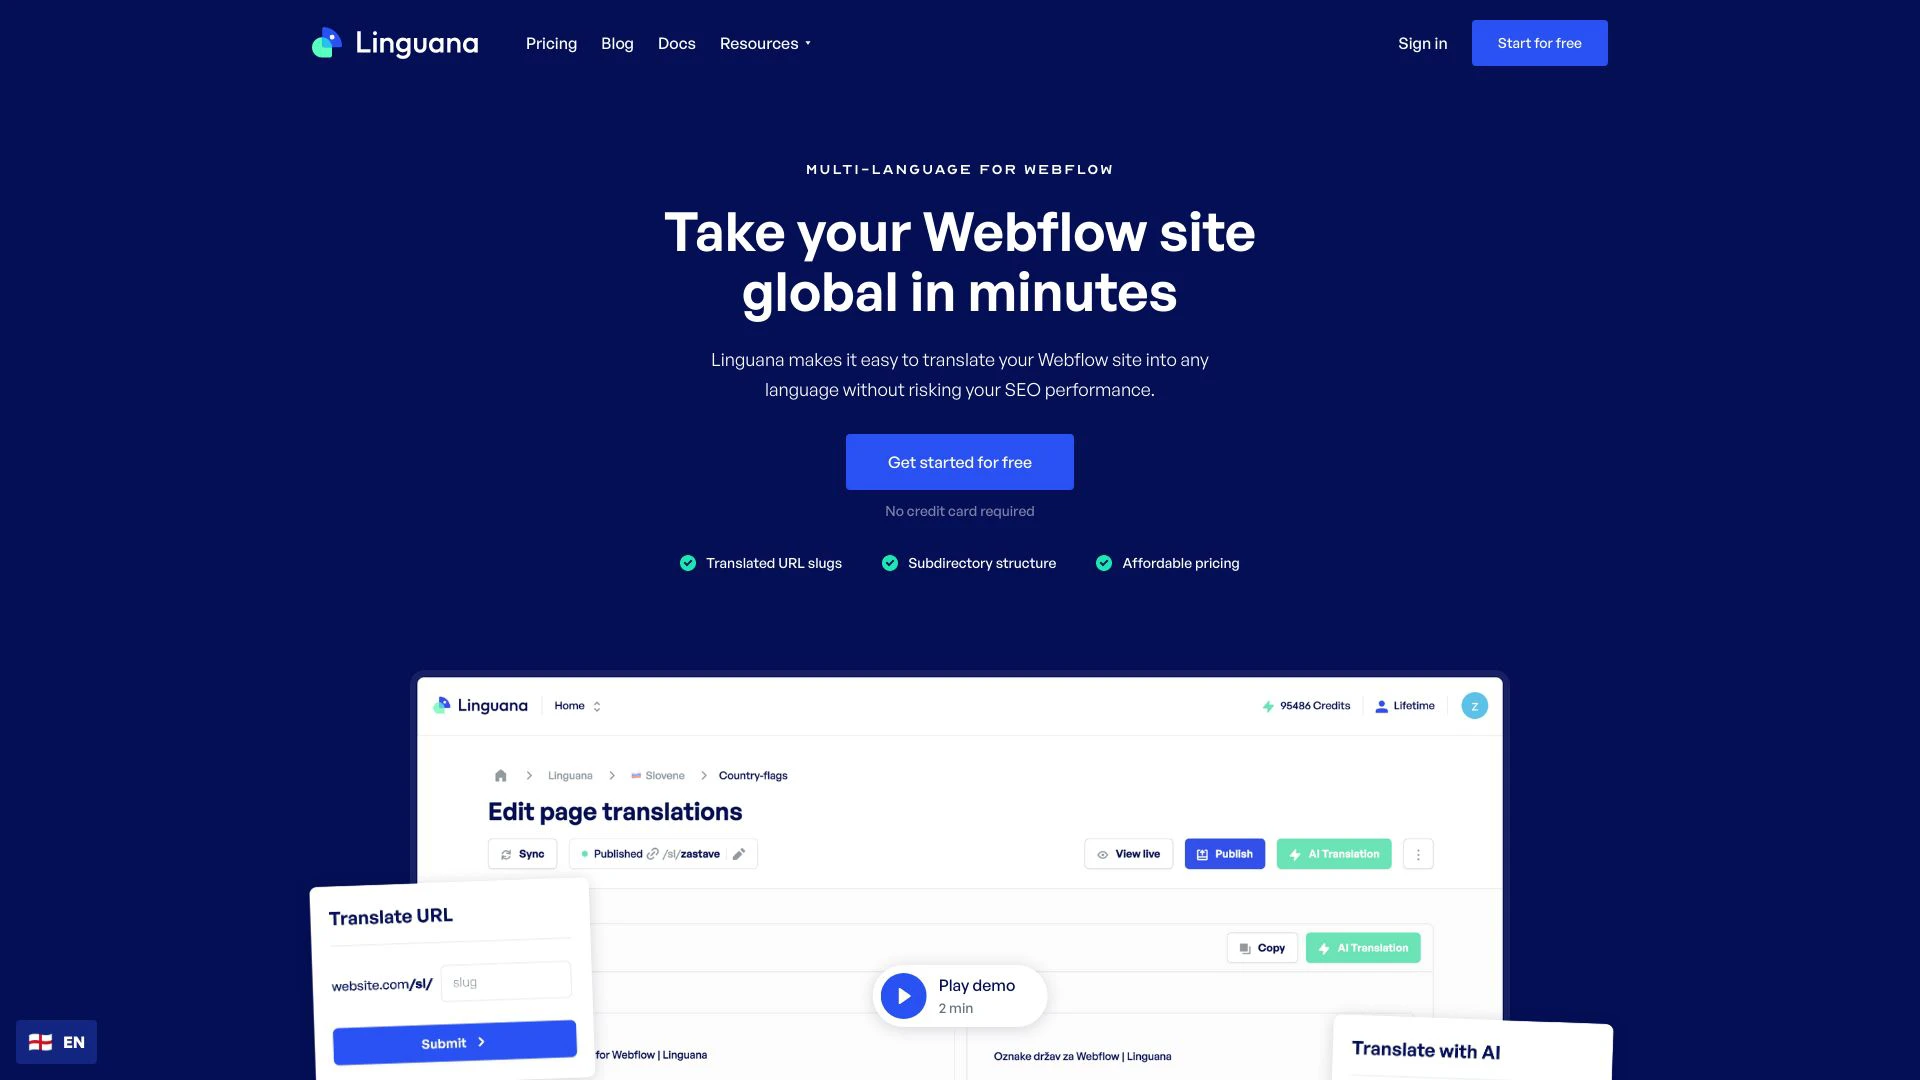 Linguana
Pricing
Blog
Docs
Resources
Sign in
Start for free
MULTI-LANGUAGE FOR WEBFLOW
Take your Webflow site
global in minutes
Linguana makes it easy to translate your Webflow site into any
language without risking your SEO performance.
Get started for free
No credit card required
Translated URL slugs
Subdirectory structure
Affordable pricing
Linguana
Home
95486 Credits
Lifetime
Z
Linguana
Slovene
Country-flags
Edit page translations
Sync
Published
/sl/zastave
View live
Publish
AI Translation
Translate URL
website.com/sl/
slug
Submit
Copy
AI Translation
Play demo
2 min
for Webflow | Linguana
Oznake držav za Webflow | Linguana
Translate with AI
EN